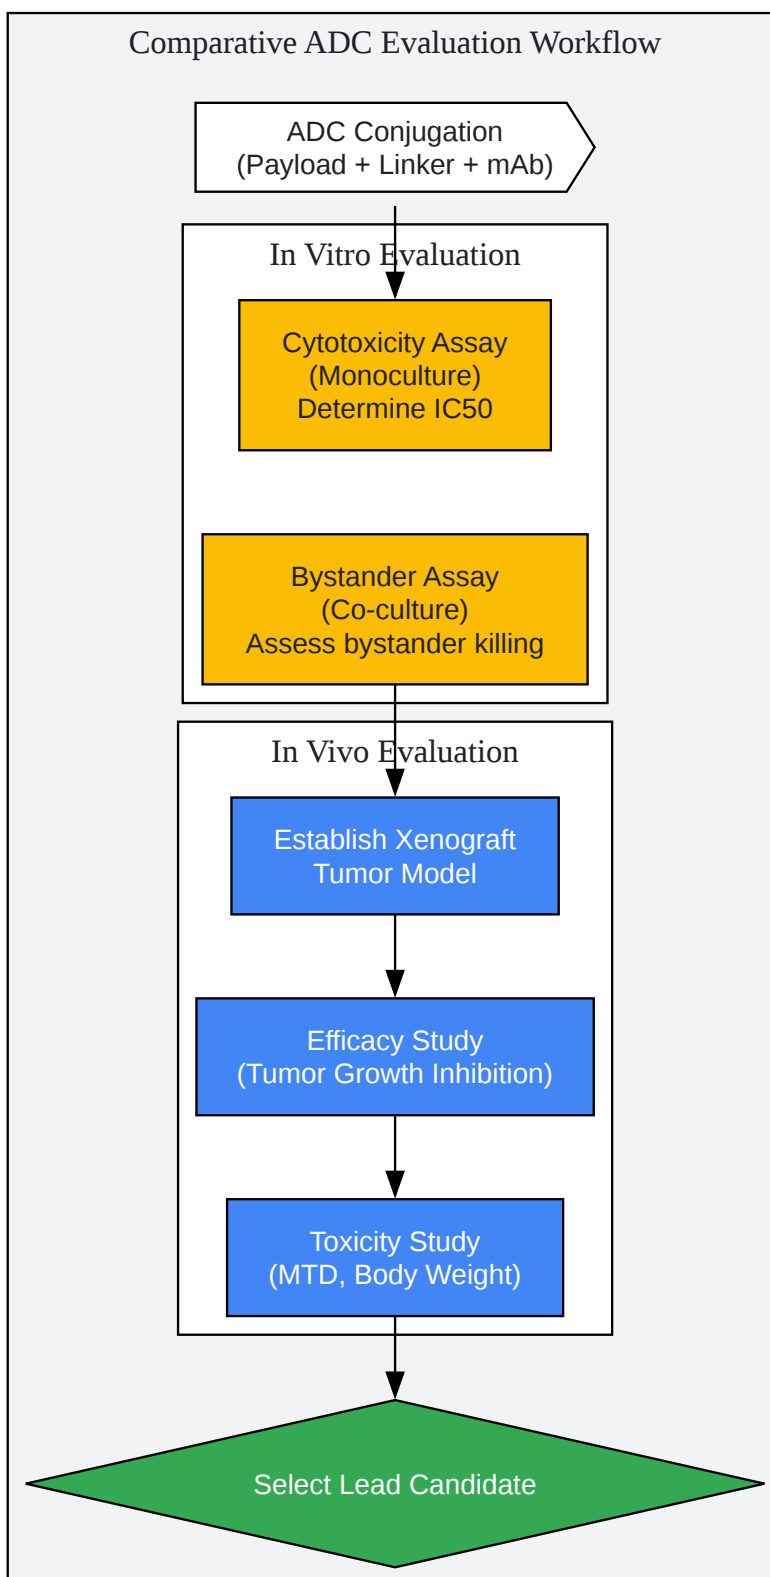 Comparative ADC Evaluation Workflow
ADC Conjugation
(Payload + Linker + mAb)
In Vitro Evaluation
Cytotoxicity Assay
(Monoculture)
Determine IC50
Bystander Assay
(Co-culture)
Assess bystander killing
In Vivo Evaluation
Establish Xenograft
Tumor Model
Efficacy Study
(Tumor Growth Inhibition)
Toxicity Study
(MTD, Body Weight)
Select Lead Candidate